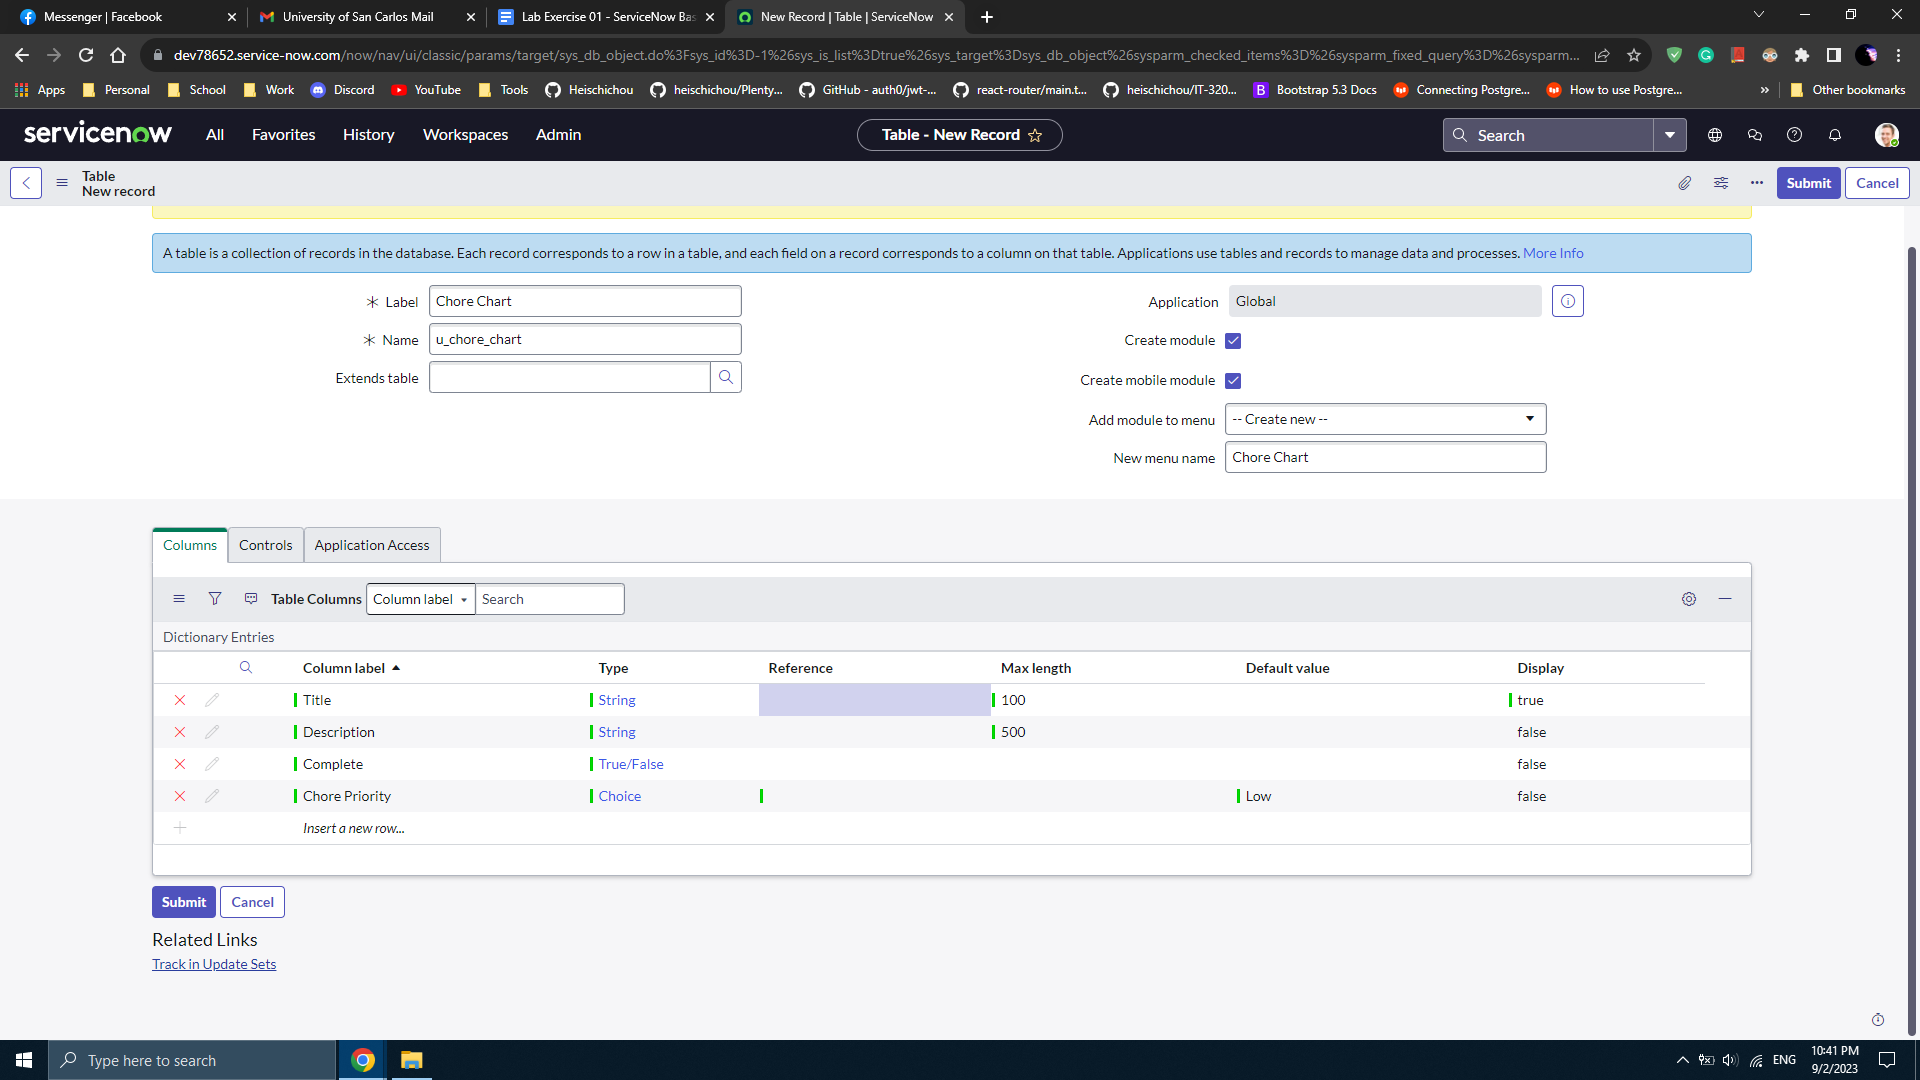 Messenger | Facebook
University of San Carlos Mail
Lab Exercise 01 - ServiceNow Bas
New Record | Table | ServiceNow
dev78652.service-now.com/now/nav/ui/classic/params/target/sys_db_object.do%3Fsys_id%3D-1%26sys_is_list%3Dtrue%26sys_target%3Dsys_db_object%26sysparm_checked_items%3D%26sysparm_fixed_query%3D%26sysparm...
Apps
Personal
School
Work
Discord
YouTube
Tools
Heischichou
heischichou/Plenty...
GitHub - auth0/jwt-...
react-router/main.t...
heischichou/IT-320...
Bootstrap 5.3 Docs
Connecting Postgre...
How to use Postgre...
»
Other bookmarks
servicenow
All
Favorites
History
Workspaces
Admin
Table - New Record
Search
Table
New record
Submit
Cancel
A table is a collection of records in the database. Each record corresponds to a row in a table, and each field on a record corresponds to a column on that table. Applications use tables and records to manage data and processes. More Info
Label Chore Chart
Name u_chore_chart
Extends table
Application Global
Create module
Create mobile module
Add module to menu -- Create new --
New menu name Chore Chart
Columns
Controls
Application Access
Table Columns Column label Search
Dictionary Entries
Column label Type Reference Max length Default value Display
Title String 100 true
Description String 500 false
Complete True/False false
Chore Priority Choice Low false
Insert a new row...
Submit
Cancel
Related Links
Track in Update Sets
Type here to search
ENG
10:41 PM
9/2/2023